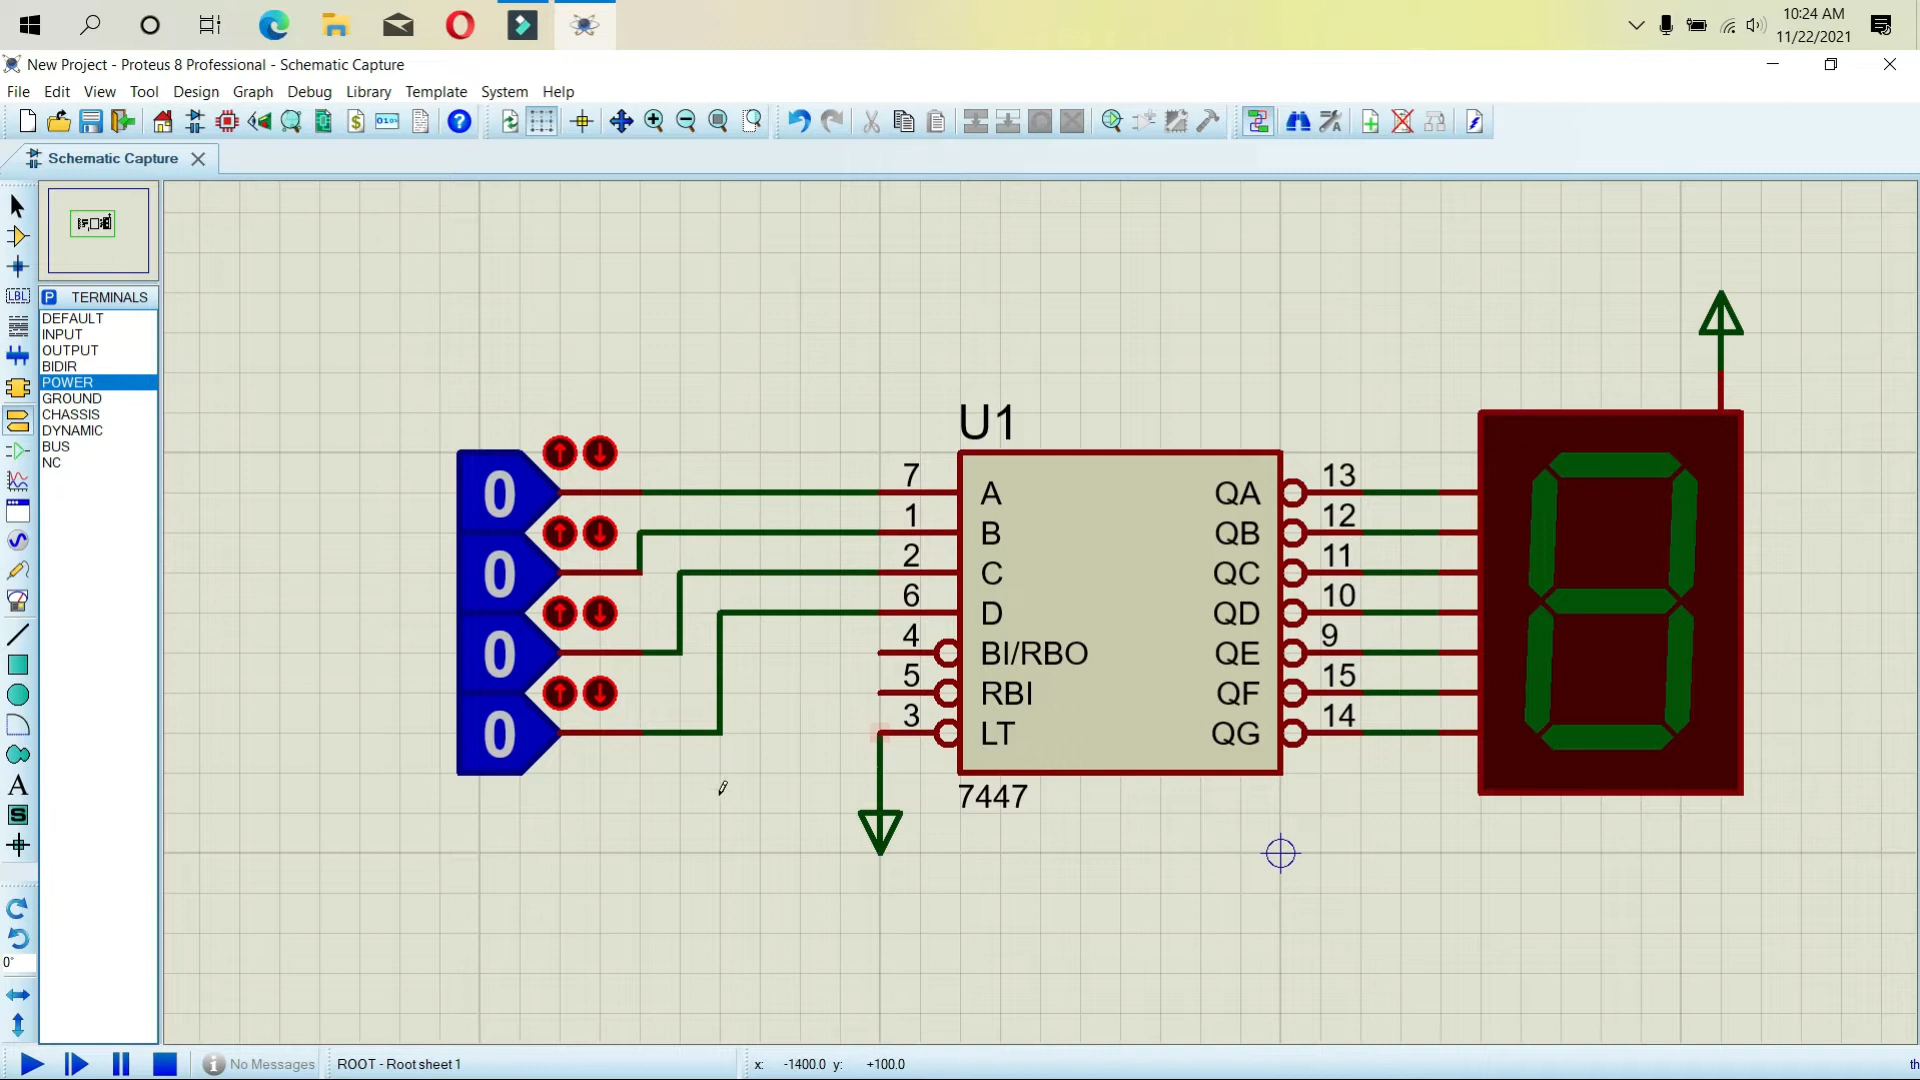 10:24 AM
11/22/2021
New Project - Proteus 8 Professional - Schematic Capture
File Edit View Tool Design Graph Debug Library Template System Help
Schematic Capture
P TERMINALS
DEFAULT
INPUT
OUTPUT
BIDIR
POWER
GROUND
CHASSIS
DYNAMIC
BUS
NC
LBL
A
S
0°
U1
0
0
0
0
7 A QA 13
1 B QB 12
2 C QC 11
6 D QD 10
4 BI/RBO QE 9
5 RBI QF 15
3 LT QG 14
7447
No Messages
ROOT - Root sheet 1
x: -1400.0 y: +100.0
th